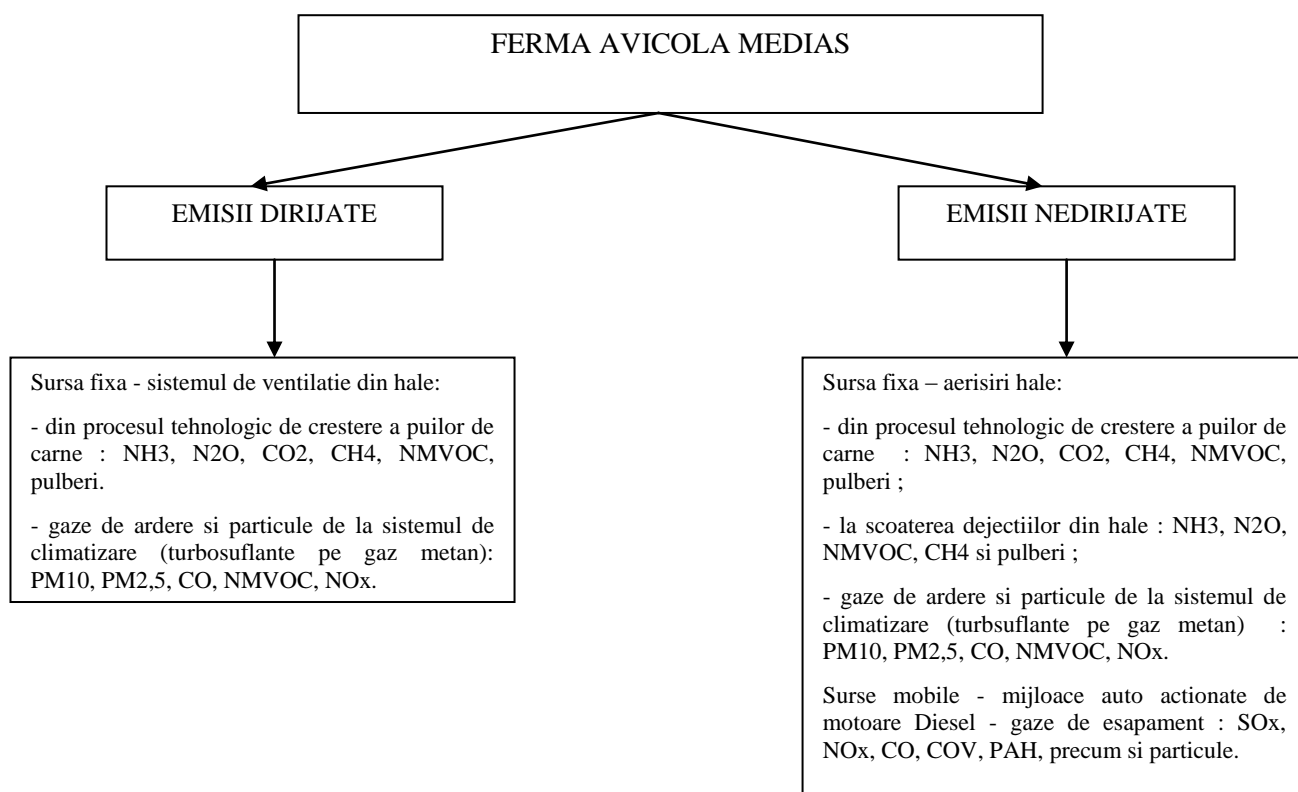 FERMA AVICOLA MEDIAS
EMISII DIRIJATE
EMISII NEDIRIJATE
Sursa fixa - sistemul de ventilatie din hale:
- din procesul tehnologic de crestere a puilor de
carne : NH3, N2O, CO2, CH4, NMVOC,
pulberi.
- gaze de ardere si particule de la sistemul de
climatizare (turbosuflante pe gaz metan):
PM10, PM2,5, CO, NMVOC, NOx.
Sursa fixa – aerisiri hale:
- din procesul tehnologic de crestere a puilor de
carne : NH3, N2O, CO2, CH4, NMVOC,
pulberi ;
- la scoaterea dejectiilor din hale : NH3, N2O,
NMVOC, CH4 si pulberi ;
- gaze de ardere si particule de la sistemul de
climatizare (turbsuflante pe gaz metan) :
PM10, PM2,5, CO, NMVOC, NOx.
Surse mobile - mijloace auto actionate de
motoare Diesel - gaze de esapament : SOx,
NOx, CO, COV, PAH, precum si particule.